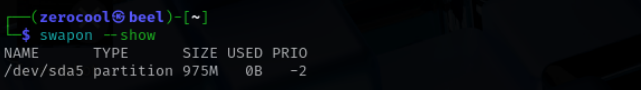 ┌──(zerocool㉿beel)-[~]
└─$ swapon --show
NAME      TYPE      SIZE USED PRIO
/dev/sda5 partition 975M   0B   -2